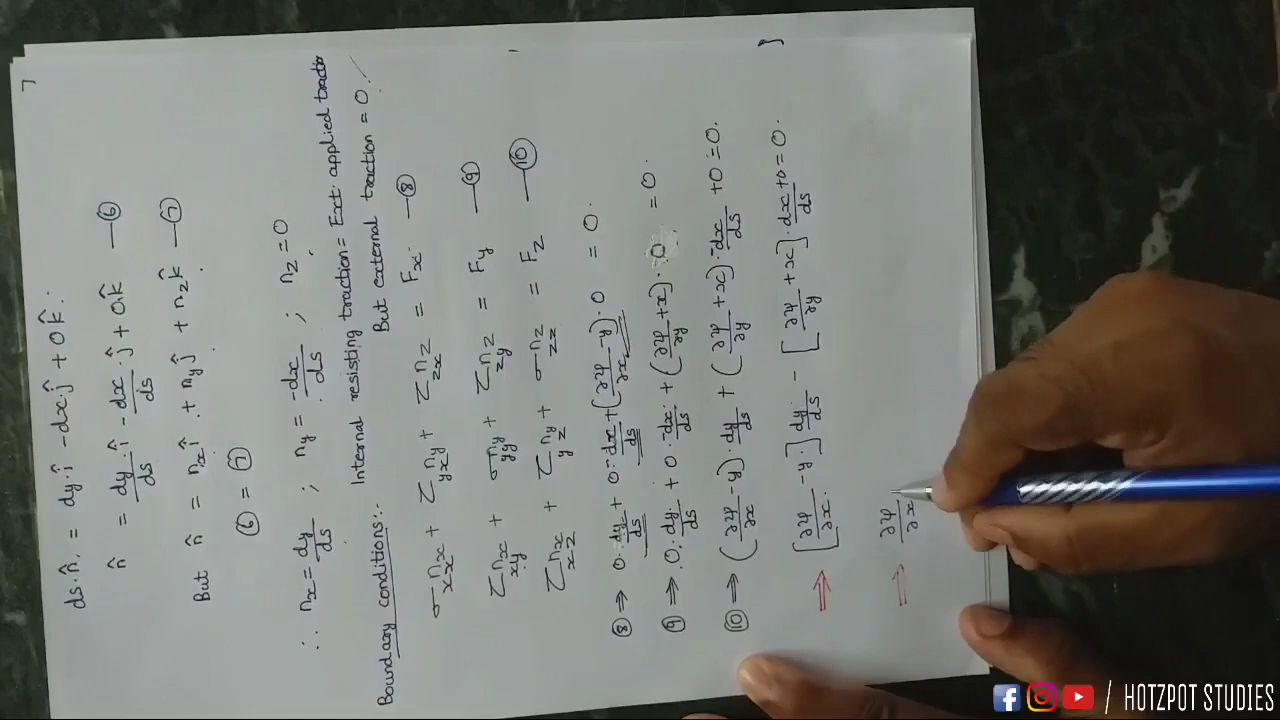 7
ds·n̂. = dy·î - dx·ĵ + 0k̂.
n̂ = dy/ds·î - dx/ds·ĵ + 0·k̂ —⑥
But n̂ = nxî + nyĵ + nzk̂ —⑦
⑥ = ⑦
∴ nx = dy/ds ; ny = -dx/ds ; nz = 0
Internal resisting traction = Ext. applied traction
Boundary conditions:- But external traction = 0.
σxx nx + τyx ny + τzx nz = Fx —⑧
τxy nx + σyy ny + τzy nz = Fy —⑨
τxz nx + τyz ny + σzz nz = Fz —⑩
⑧ ⇒ 0·dy/ds + 0·-dx/ds + (∂ψ/∂x - y)·0 = 0.
⑨ ⇒ 0·dy/ds + 0·-dx/ds + (∂ψ/∂y + x)·0 = 0.
⑩ ⇒ (∂ψ/∂x - y)·dy/ds + (∂ψ/∂y + x)·-dx/ds + 0 = 0.
⇒ [∂ψ/∂x - y]dy/ds - [∂ψ/∂y + x]·dx/ds + 0 = 0.
⇒ ∂ψ/∂x
/ HOTZPOT STUDIES